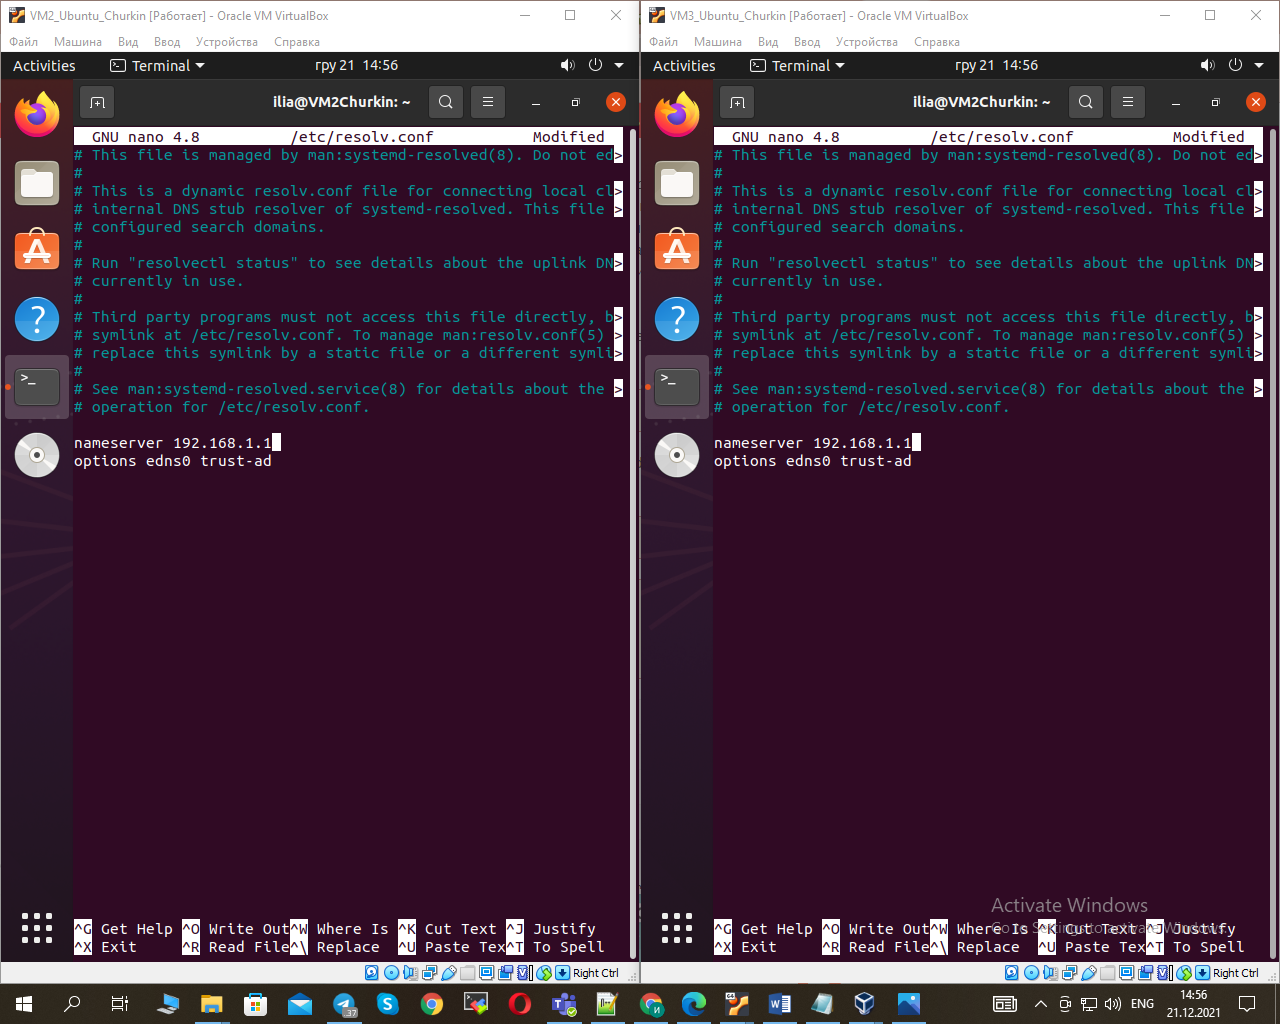 VM2_Ubuntu_Churkin [Работает] - Oracle VM VirtualBox
Файл Машина Вид Ввод Устройства Справка
Activities Terminal гру 21 14:56
ilia@VM2Churkin: ~
GNU nano 4.8 /etc/resolv.conf Modified
# This file is managed by man:systemd-resolved(8). Do not ed>
#
# This is a dynamic resolv.conf file for connecting local cl>
# internal DNS stub resolver of systemd-resolved. This file >
# configured search domains.
#
# Run "resolvectl status" to see details about the uplink DN>
# currently in use.
#
# Third party programs must not access this file directly, b>
# symlink at /etc/resolv.conf. To manage man:resolv.conf(5) >
# replace this symlink by a static file or a different symli>
#
# See man:systemd-resolved.service(8) for details about the >
# operation for /etc/resolv.conf.
nameserver 192.168.1.1
options edns0 trust-ad
^G Get Help ^O Write Out ^W Where Is ^K Cut Text ^J Justify
^X Exit ^R Read File ^\ Replace ^U Paste Tex ^T To Spell
Right Ctrl
VM3_Ubuntu_Churkin [Работает] - Oracle VM VirtualBox
Файл Машина Вид Ввод Устройства Справка
Activities Terminal гру 21 14:56
ilia@VM2Churkin: ~
GNU nano 4.8 /etc/resolv.conf Modified
# This file is managed by man:systemd-resolved(8). Do not ed>
#
# This is a dynamic resolv.conf file for connecting local cl>
# internal DNS stub resolver of systemd-resolved. This file >
# configured search domains.
#
# Run "resolvectl status" to see details about the uplink DN>
# currently in use.
#
# Third party programs must not access this file directly, b>
# symlink at /etc/resolv.conf. To manage man:resolv.conf(5) >
# replace this symlink by a static file or a different symli>
#
# See man:systemd-resolved.service(8) for details about the >
# operation for /etc/resolv.conf.
nameserver 192.168.1.1
options edns0 trust-ad
Activate Windows
Go to Settings to activate Windows.
^G Get Help ^O Write Out ^W Where Is ^K Cut Text ^J Justify
^X Exit ^R Read File ^\ Replace ^U Paste Tex ^T To Spell
Right Ctrl
.37
ENG
14:56
21.12.2021